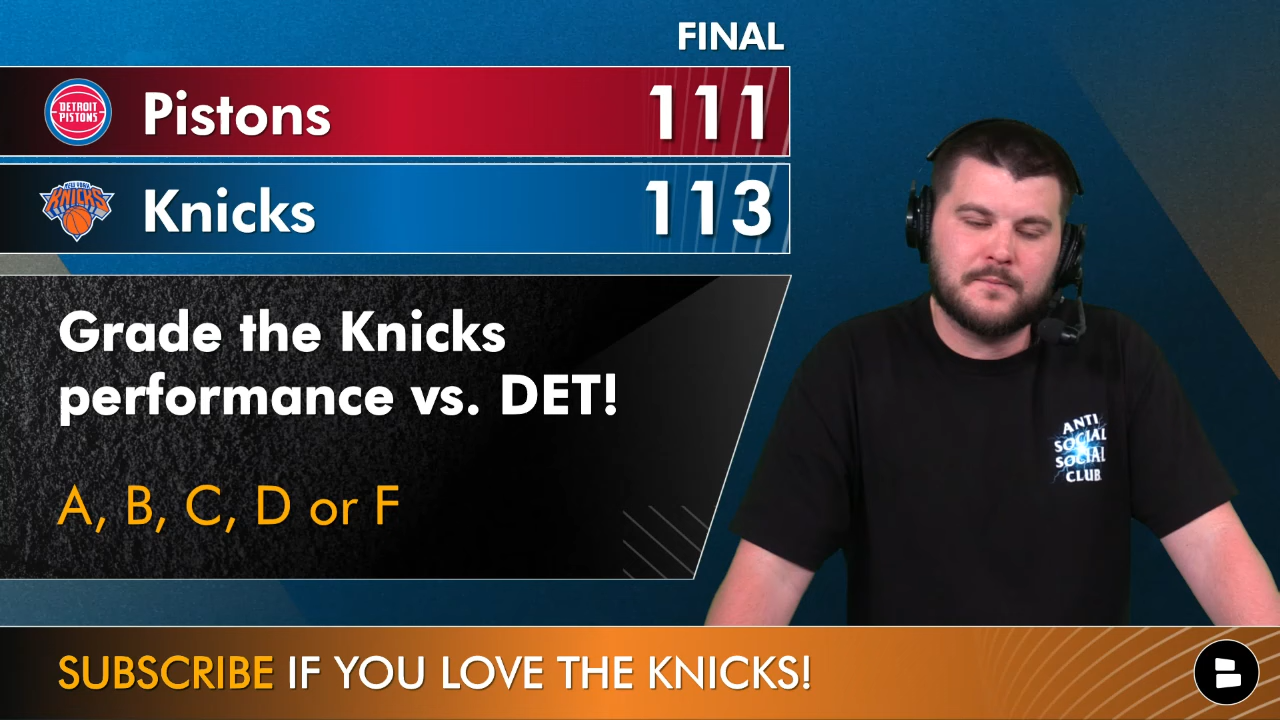 FINAL
DETROIT
PISTONS
Pistons 111
NEW YORK
KNICKS
Knicks 113
Grade the Knicks
performance vs. DET!
A, B, C, D or F
ANTI
SOCIAL
SOCIAL
CLUB
SUBSCRIBE IF YOU LOVE THE KNICKS!